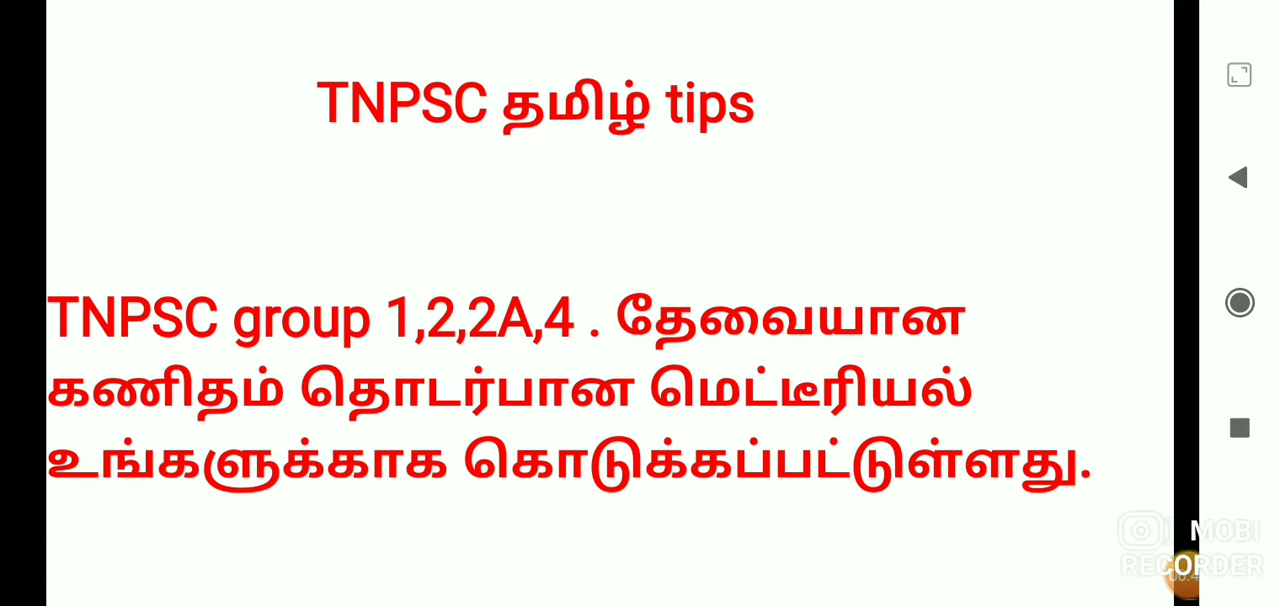 TNPSC தமிழ் tips
TNPSC group 1,2,2A,4 . தேவையான
கணிதம் தொடர்பான மெட்டீரியல்
உங்களுக்காக கொடுக்கப்பட்டுள்ளது.
MOBI
RECORDER